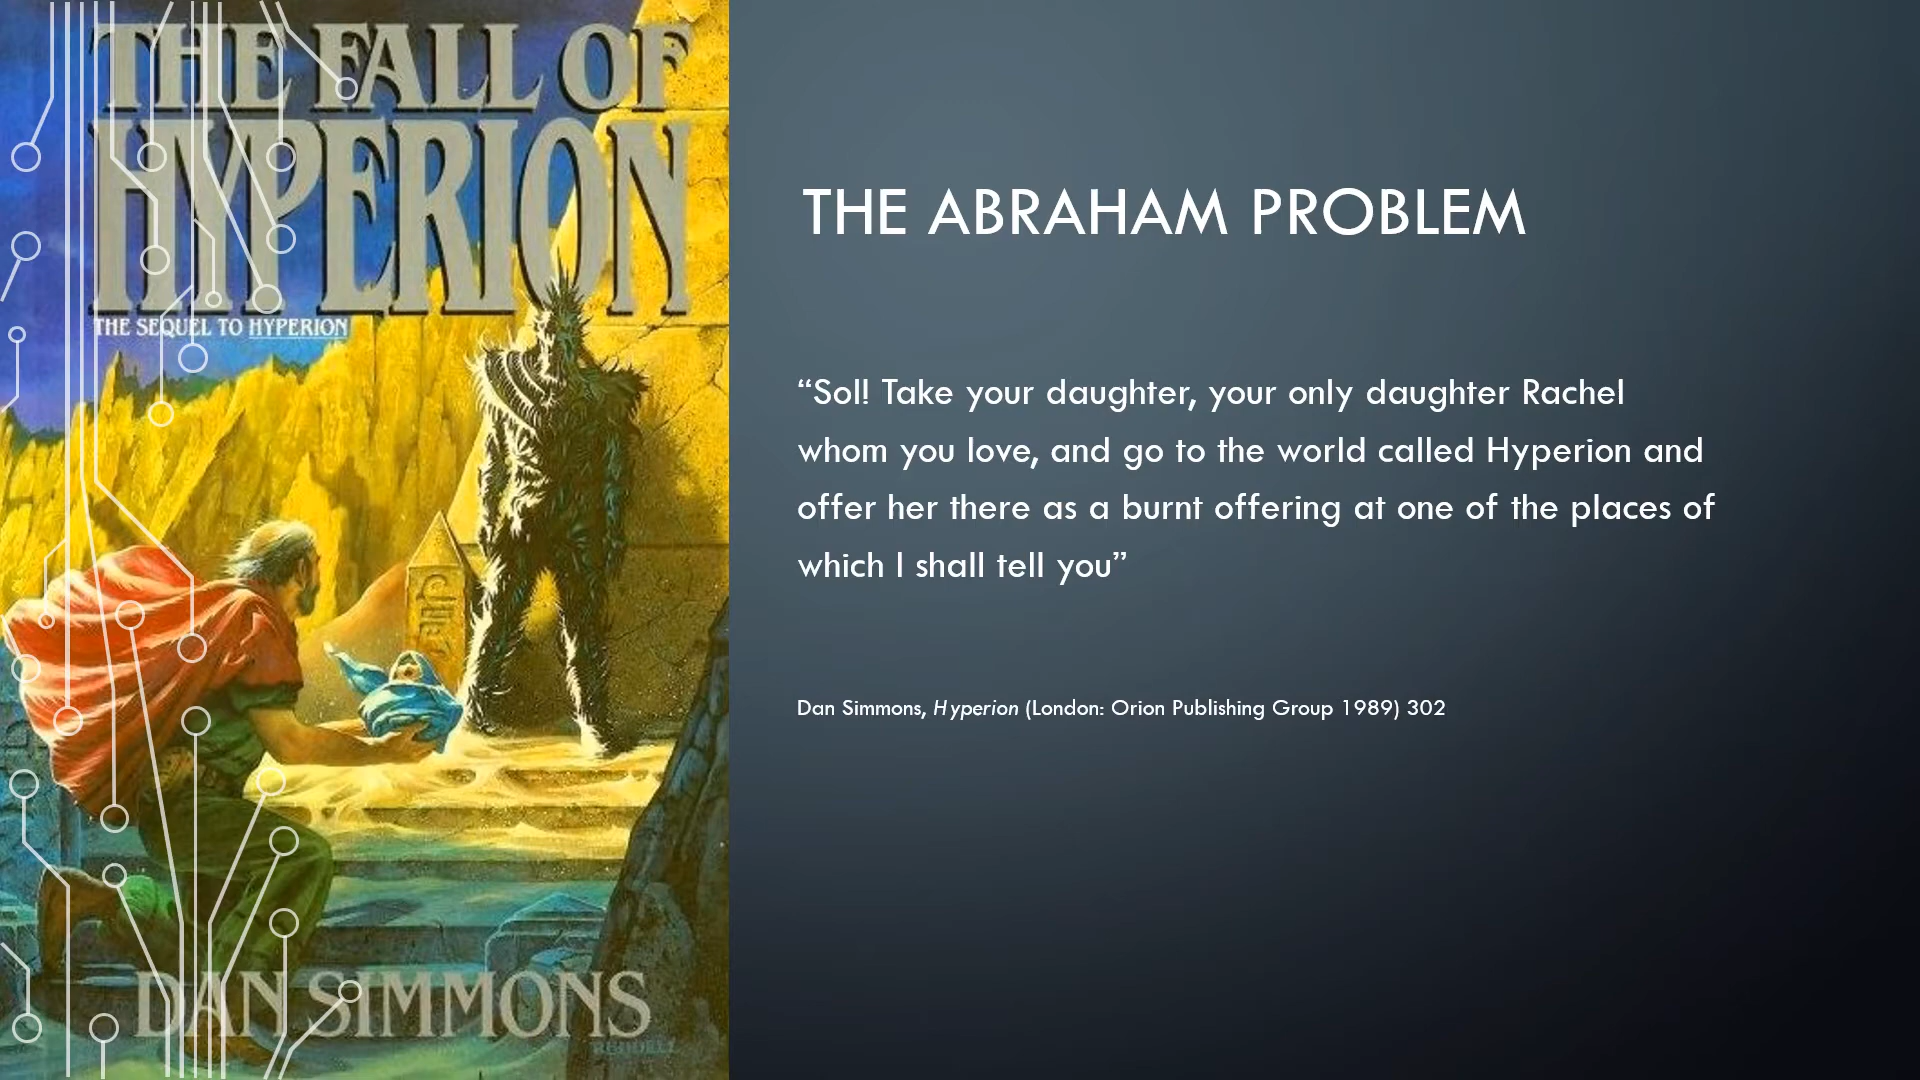 THE FALL OF
HYPERION
THE SEQUEL TO HYPERION
DAN SIMMONS
THE ABRAHAM PROBLEM
“Sol! Take your daughter, your only daughter Rachel
whom you love, and go to the world called Hyperion and
offer her there as a burnt offering at one of the places of
which I shall tell you”
Dan Simmons, Hyperion (London: Orion Publishing Group 1989) 302